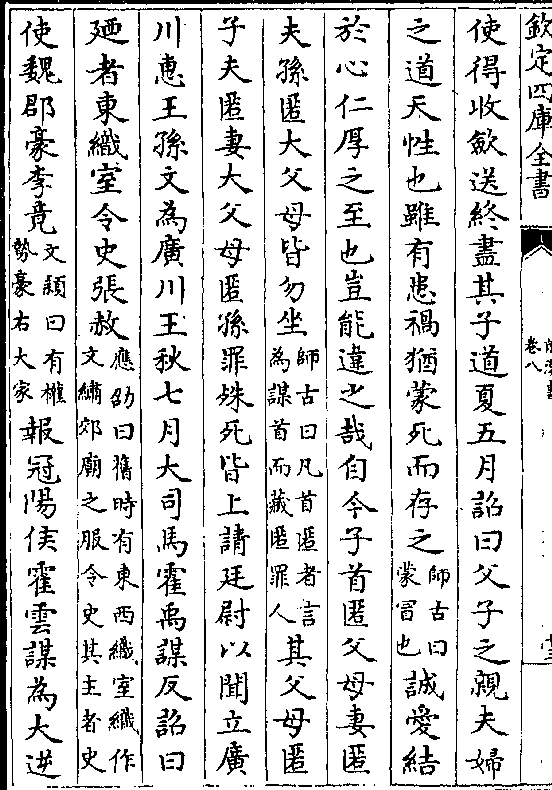 欽定四庫全書
卷八
使得收斂送終盡其子道夏五月詔曰父子之親夫婦
之道天性也雖有患禍猶蒙死而存之師古曰蒙冒也誠愛結
於心仁厚之至也豈能違之哉自今子首匿父母妻匿
夫孫匿大父母皆勿坐師古曰凡首匿者言為謀首而藏匿罪人其父母匿
子夫匿妻大父母匿孫罪殊死皆上請廷尉以聞立廣
川惠王孫文為廣川王秋七月大司馬霍禹謀反詔曰
廼者東織室令史張赦應劭曰舊時有東西織室織作文繡郊廟之服令史其主者史
使魏郡豪李竟文穎曰有權勢豪右大家報冠陽侯霍雲謀為大逆